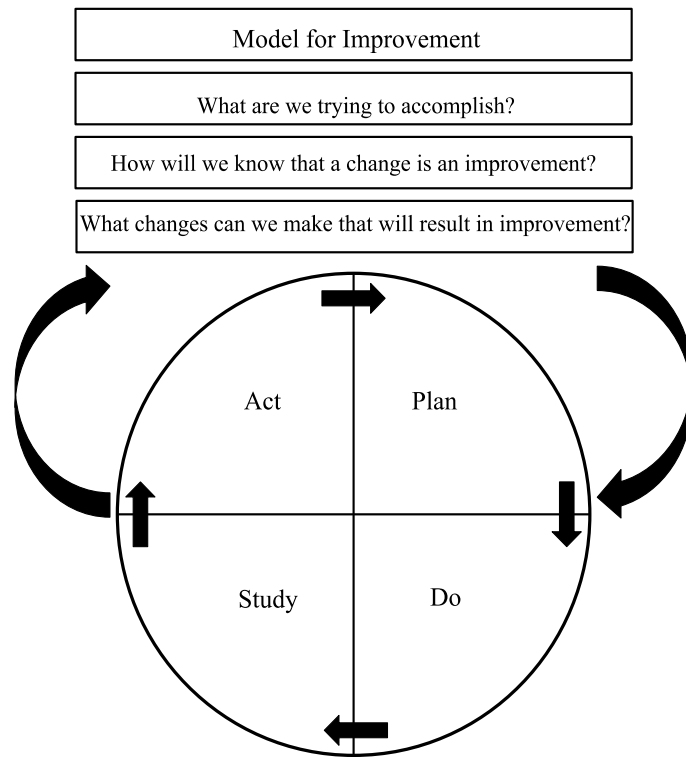 Model for Improvement
What are we trying to accomplish?
How will we know that a change is an improvement?
What changes can we make that will result in improvement?
Act
Plan
Study
Do